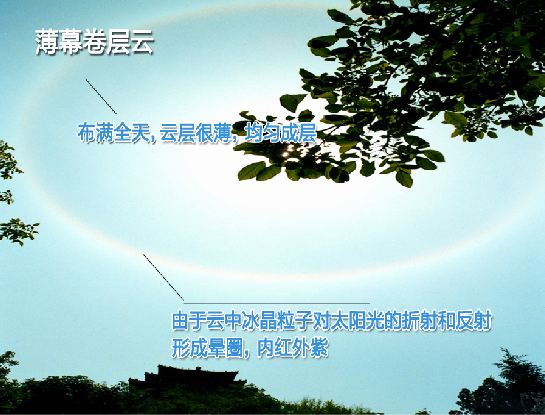 薄幕卷层云
布满全天，云层很薄，均匀成层
由于云中冰晶粒子对太阳光的折射和反射
形成晕圈，内红外紫